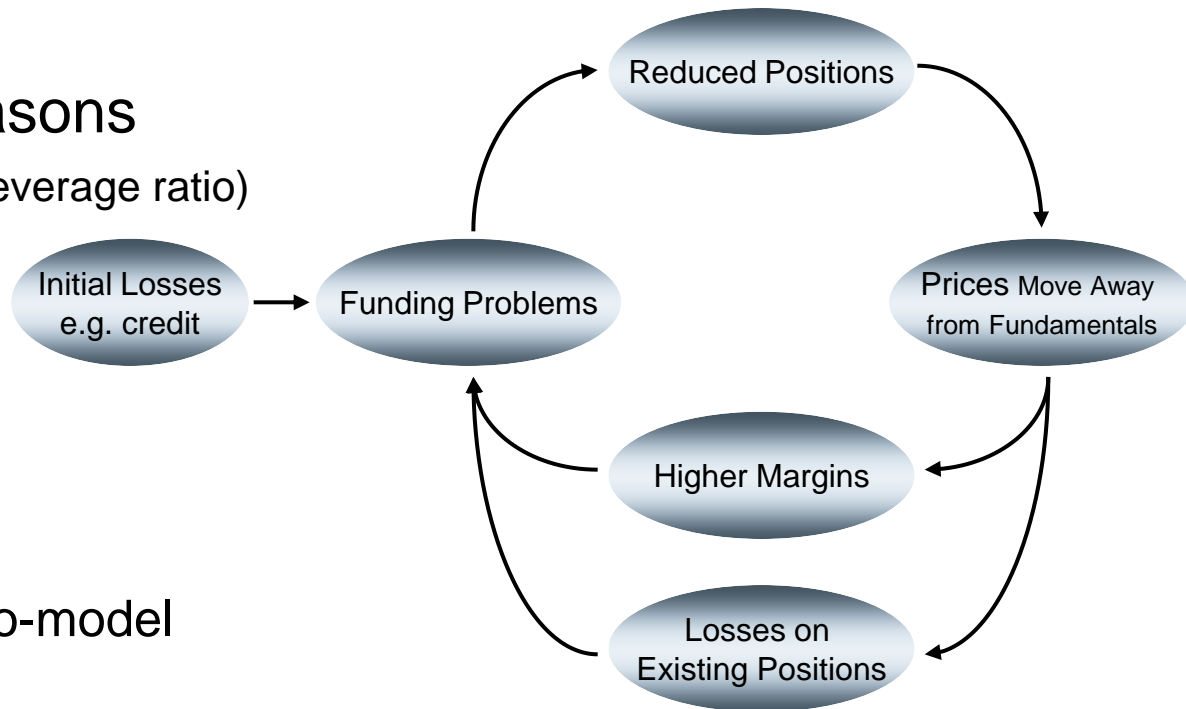 Reduced Positions
asons
everage ratio)
Initial Losses
e.g. credit
Funding Problems
Prices Move Away
from Fundamentals
Higher Margins
o-model
Losses on
Existing Positions